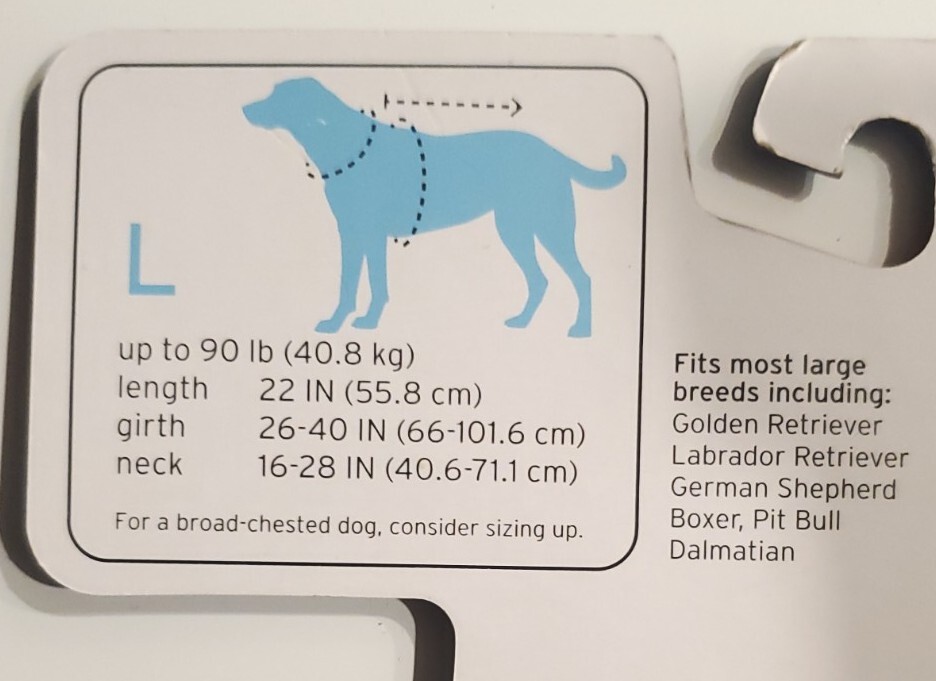 L
up to 90 lb (40.8 kg)
length 22 IN (55.8 cm)
girth 26-40 IN (66-101.6 cm)
neck 16-28 IN (40.6-71.1 cm)
For a broad-chested dog, consider sizing up.
Fits most large
breeds including:
Golden Retriever
Labrador Retriever
German Shepherd
Boxer, Pit Bull
Dalmatian